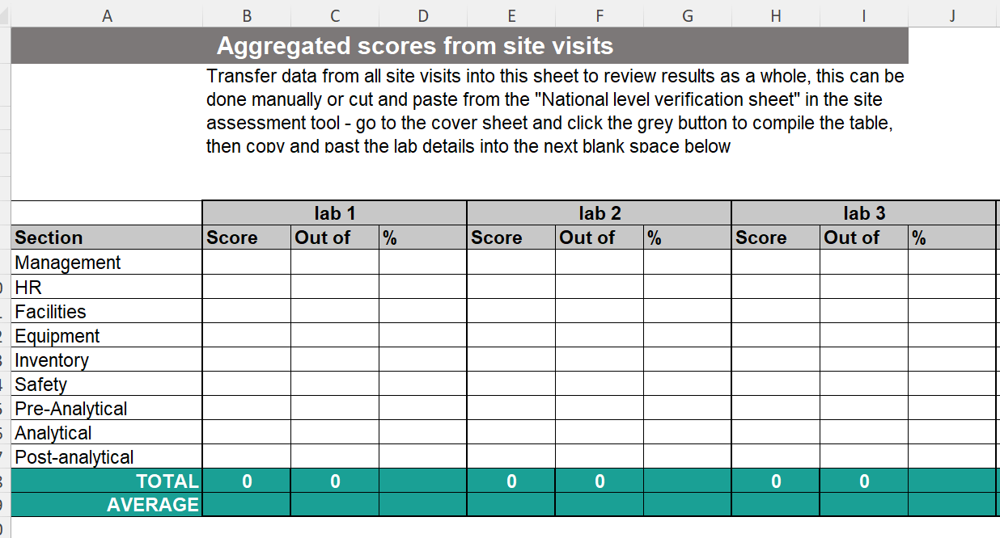 A B C D E F G H I J
Aggregated scores from site visits
Transfer data from all site visits into this sheet to review results as a whole, this can be
done manually or cut and paste from the "National level verification sheet" in the site
assessment tool - go to the cover sheet and click the grey button to compile the table,
then copy and past the lab details into the next blank space below
lab 1 lab 2 lab 3
Section Score Out of % Score Out of % Score Out of %
Management
HR
Facilities
Equipment
Inventory
Safety
Pre-Analytical
Analytical
Post-analytical
TOTAL 0 0 0 0 0 0
AVERAGE